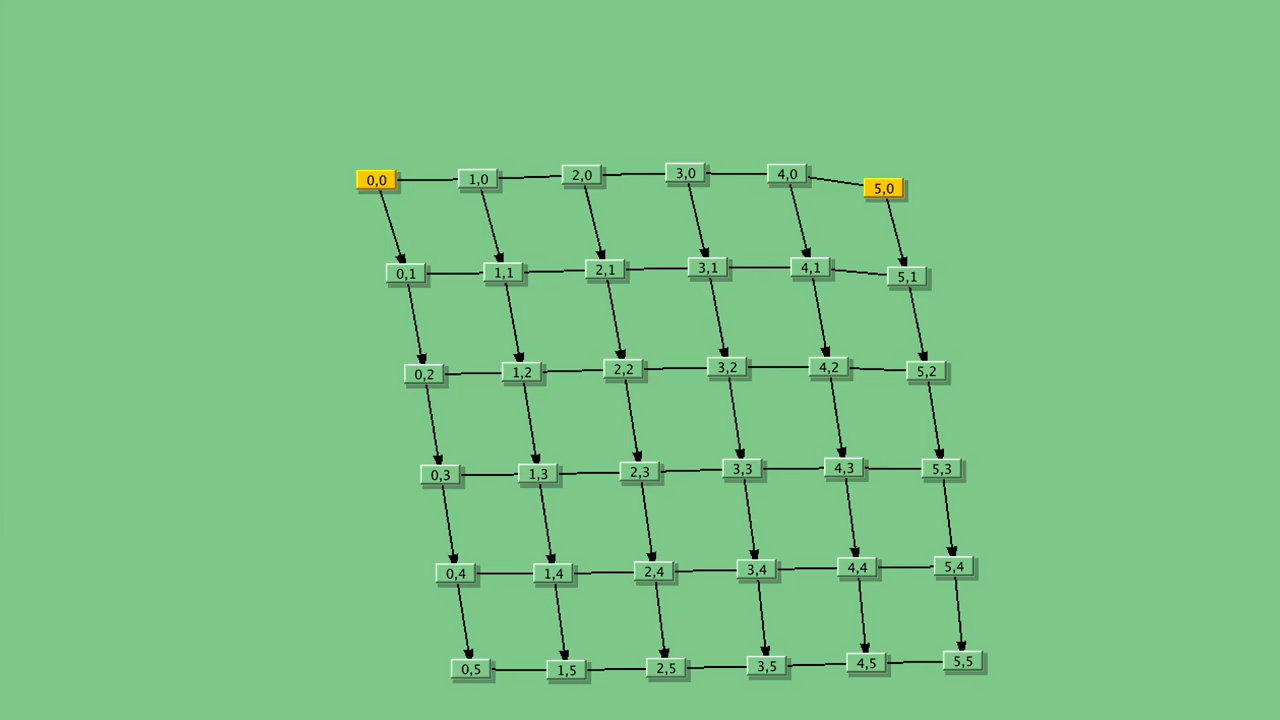 0,0 1,0 2,0 3,0 4,0 5,0
0,1 1,1 2,1 3,1 4,1 5,1
0,2 1,2 2,2 3,2 4,2 5,2
0,3 1,3 2,3 3,3 4,3 5,3
0,4 1,4 2,4 3,4 4,4 5,4
0,5 1,5 2,5 3,5 4,5 5,5